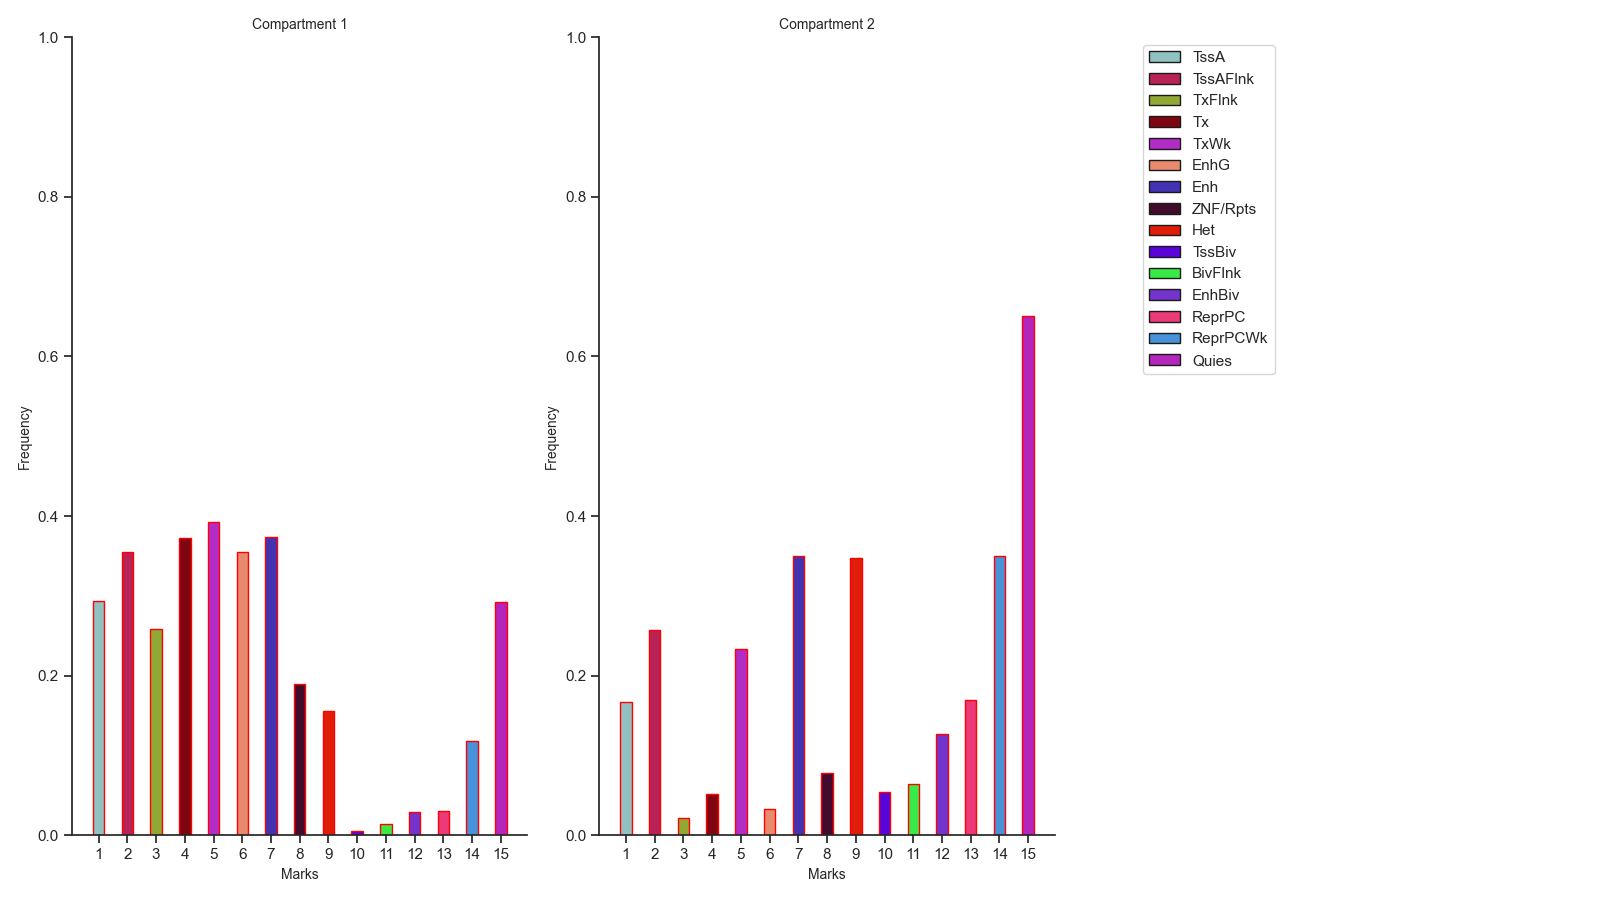 Compartment 1
1.0
0.8
0.6
0.4
0.2
0.0
Frequency
1 2 3 4 5 6 7 8 9 10 11 12 13 14 15
Marks
Compartment 2
1.0
0.8
0.6
0.4
0.2
0.0
Frequency
1 2 3 4 5 6 7 8 9 10 11 12 13 14 15
Marks
TssA
TssAFlnk
TxFlnk
Tx
TxWk
EnhG
Enh
ZNF/Rpts
Het
TssBiv
BivFlnk
EnhBiv
ReprPC
ReprPCWk
Quies